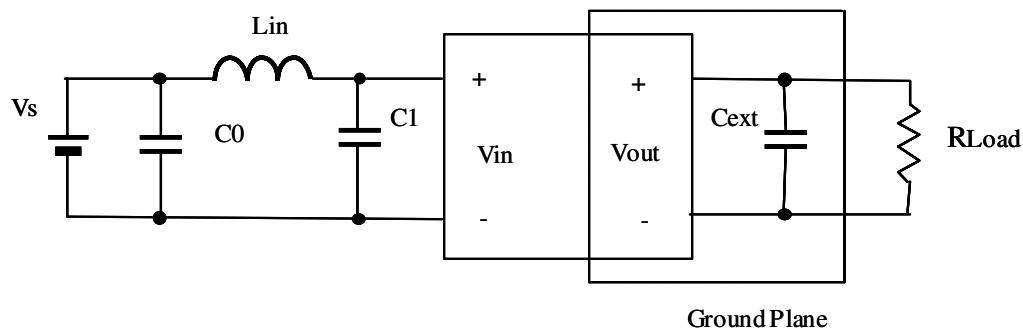 Lin
Vs
C0
C1
+
Vin
-
+
Vout
-
Cext
RLoad
Ground Plane